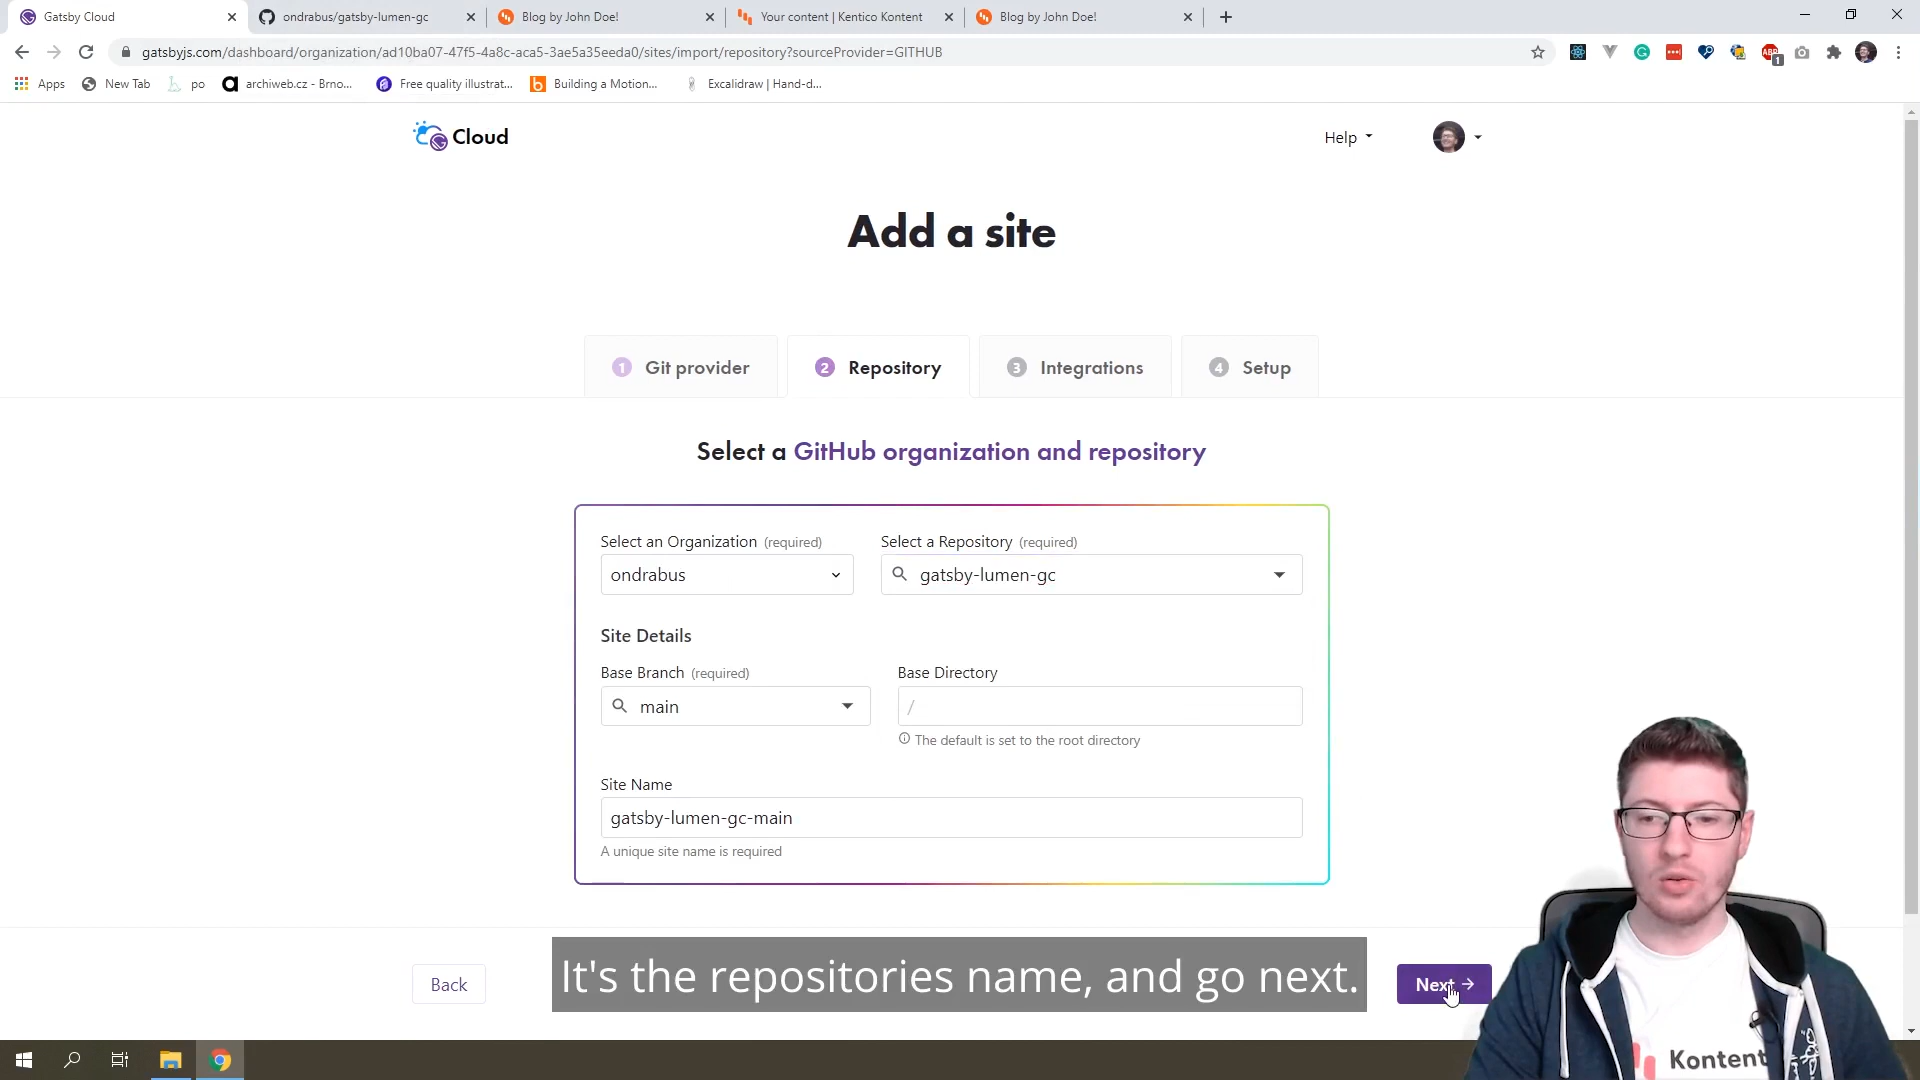 Gatsby Cloud
ondrabus/gatsby-lumen-gc
Blog by John Doe!
Your content | Kentico Kontent
Blog by John Doe!
gatsbyjs.com/dashboard/organization/ad10ba07-47f5-4a8c-aca5-3ae5a35eeda0/sites/import/repository?sourceProvider=GITHUB
ABP
1
Apps
New Tab
po
archiweb.cz - Brno...
Free quality illustrat...
Building a Motion...
Excalidraw | Hand-d...
Cloud
Help
Add a site
1 Git provider
2 Repository
3 Integrations
4 Setup
Select a GitHub organization and repository
Select an Organization (required)
Select a Repository (required)
ondrabus
gatsby-lumen-gc
Site Details
Base Branch (required)
Base Directory
main
/
The default is set to the root directory
Site Name
gatsby-lumen-gc-main
A unique site name is required
Back
It's the repositories name, and go next.
Next →
Kontent